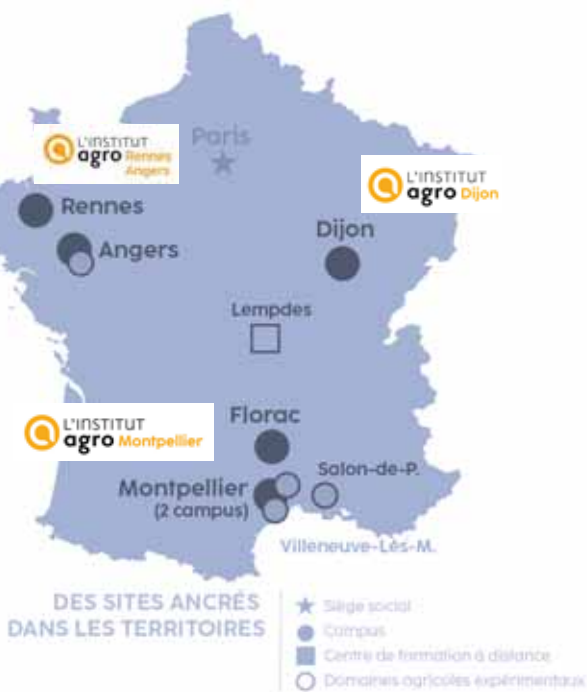 Paris
L'INSTITUT
agro Rennes
Angers
L'INSTITUT
agro Dijon
Rennes
Angers
Dijon
Lempdes
L'INSTITUT
agro Montpellier
Florac
Salon-de-P.
Montpellier
(2 campus)
Villeneuve-Lès-M.
DES SITES ANCRÉS
DANS LES TERRITOIRES
Siège social
Campus
Centre de formation à distance
Domaines agricoles expérimentaux